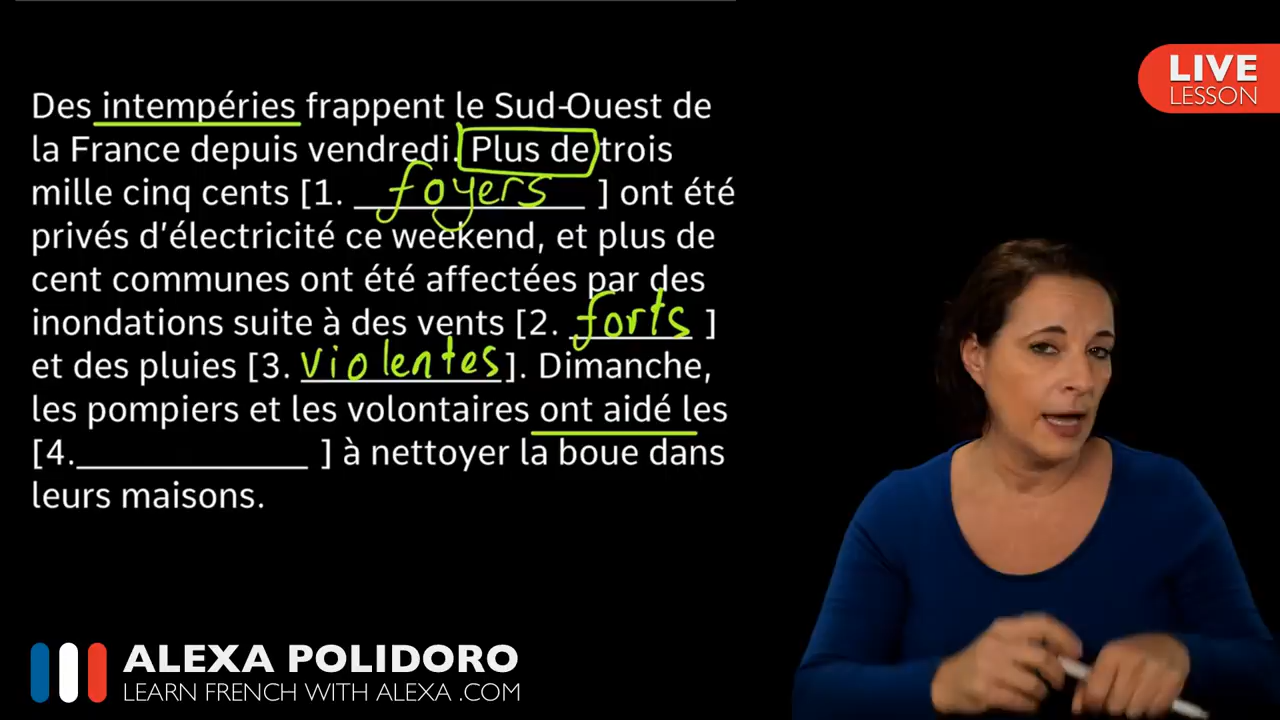 Des intempéries frappent le Sud-Ouest de
la France depuis vendredi. Plus de trois
mille cinq cents [1. foyers ] ont été
privés d'électricité ce weekend, et plus de
cent communes ont été affectées par des
inondations suite à des vents [2. forts ]
et des pluies [3. violentes]. Dimanche,
les pompiers et les volontaires ont aidé les
[4.____________ ] à nettoyer la boue dans
leurs maisons.
LIVE
LESSON
ALEXA POLIDORO
LEARN FRENCH WITH ALEXA .COM